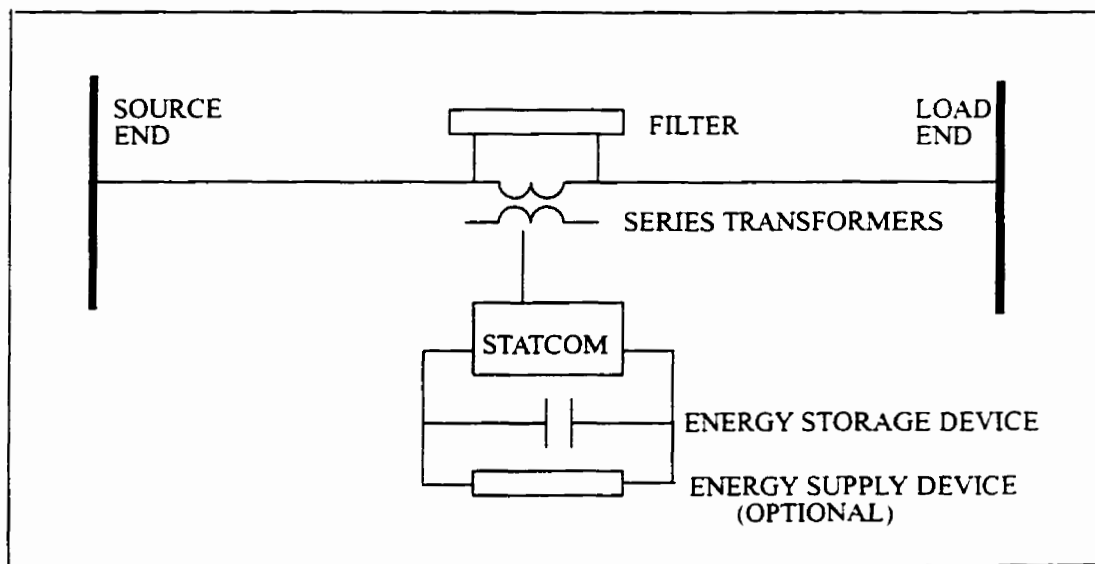 SOURCE
END
FILTER
LOAD
END
SERIES TRANSFORMERS
STATCOM
ENERGY STORAGE DEVICE
ENERGY SUPPLY DEVICE
(OPTIONAL)